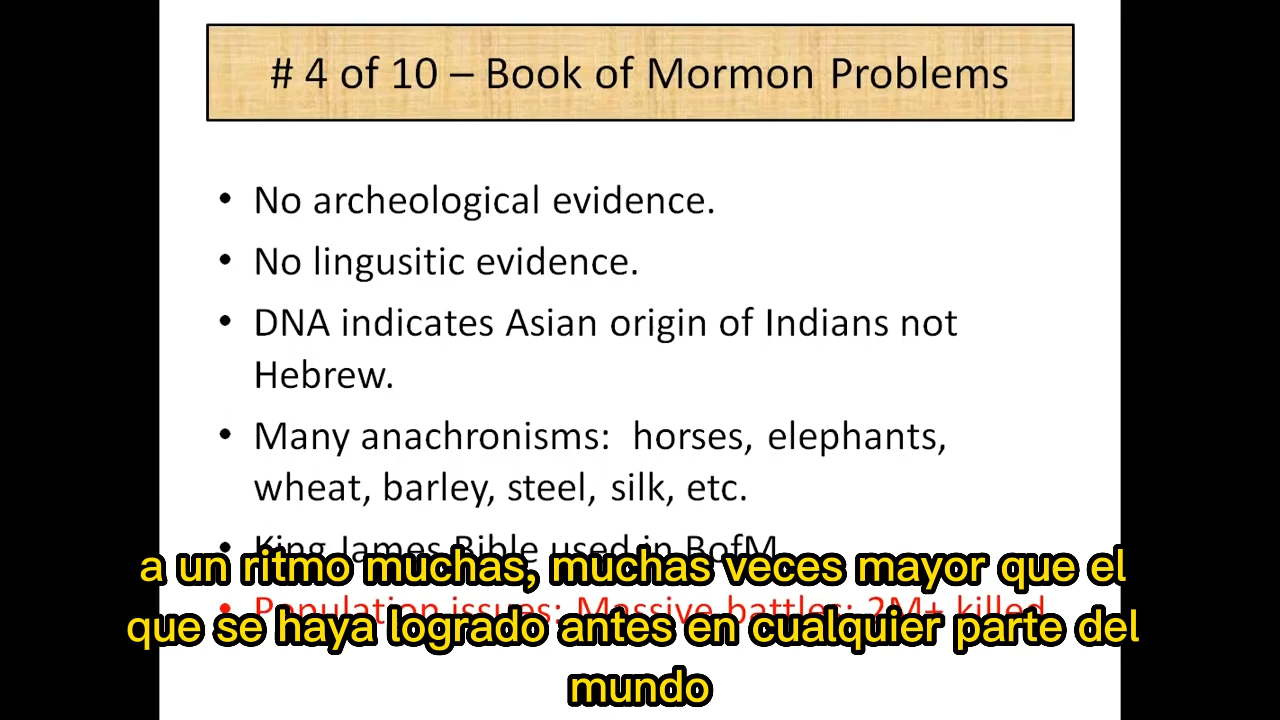 # 4 of 10 – Book of Mormon Problems
• No archeological evidence.
• No lingusitic evidence.
• DNA indicates Asian origin of Indians not
Hebrew.
• Many anachronisms: horses, elephants,
wheat, barley, steel, silk, etc.
• King James Bible used in BofM
a un ritmo muchas, muchas veces mayor que el
• Population issues: Massive battles: 2M+ killed
que se haya logrado antes en cualquier parte del
mundo